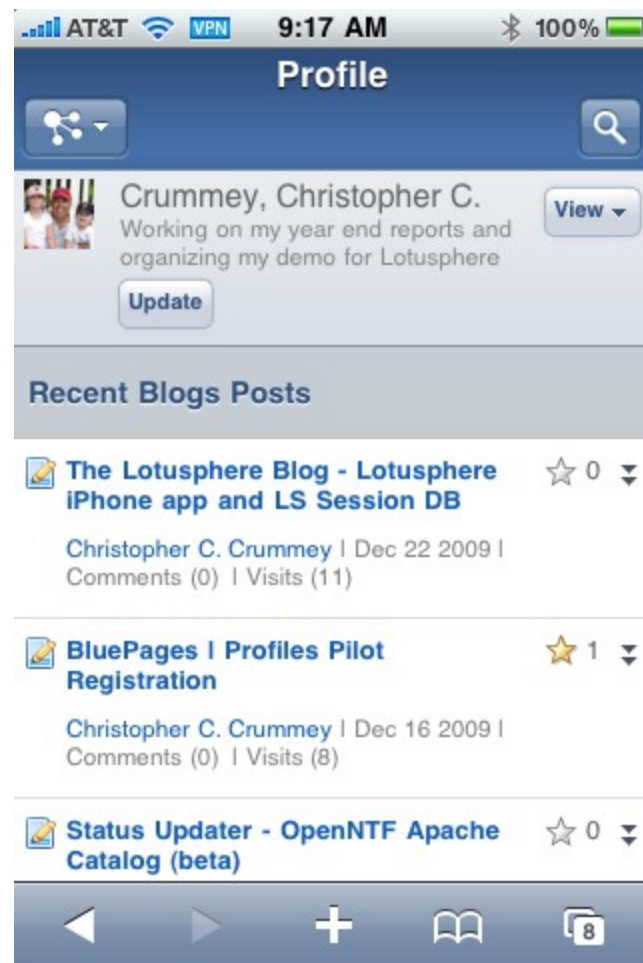 AT&T VPN 9:17 AM 100%
Profile
Crummey, Christopher C.
View
Working on my year end reports and
organizing my demo for Lotusphere
Update
Recent Blogs Posts
The Lotusphere Blog - Lotusphere 0
iPhone app and LS Session DB
Christopher C. Crummey | Dec 22 2009 |
Comments (0) | Visits (11)
BluePages | Profiles Pilot 1
Registration
Christopher C. Crummey | Dec 16 2009 |
Comments (0) | Visits (8)
Status Updater - OpenNTF Apache 0
Catalog (beta)
8